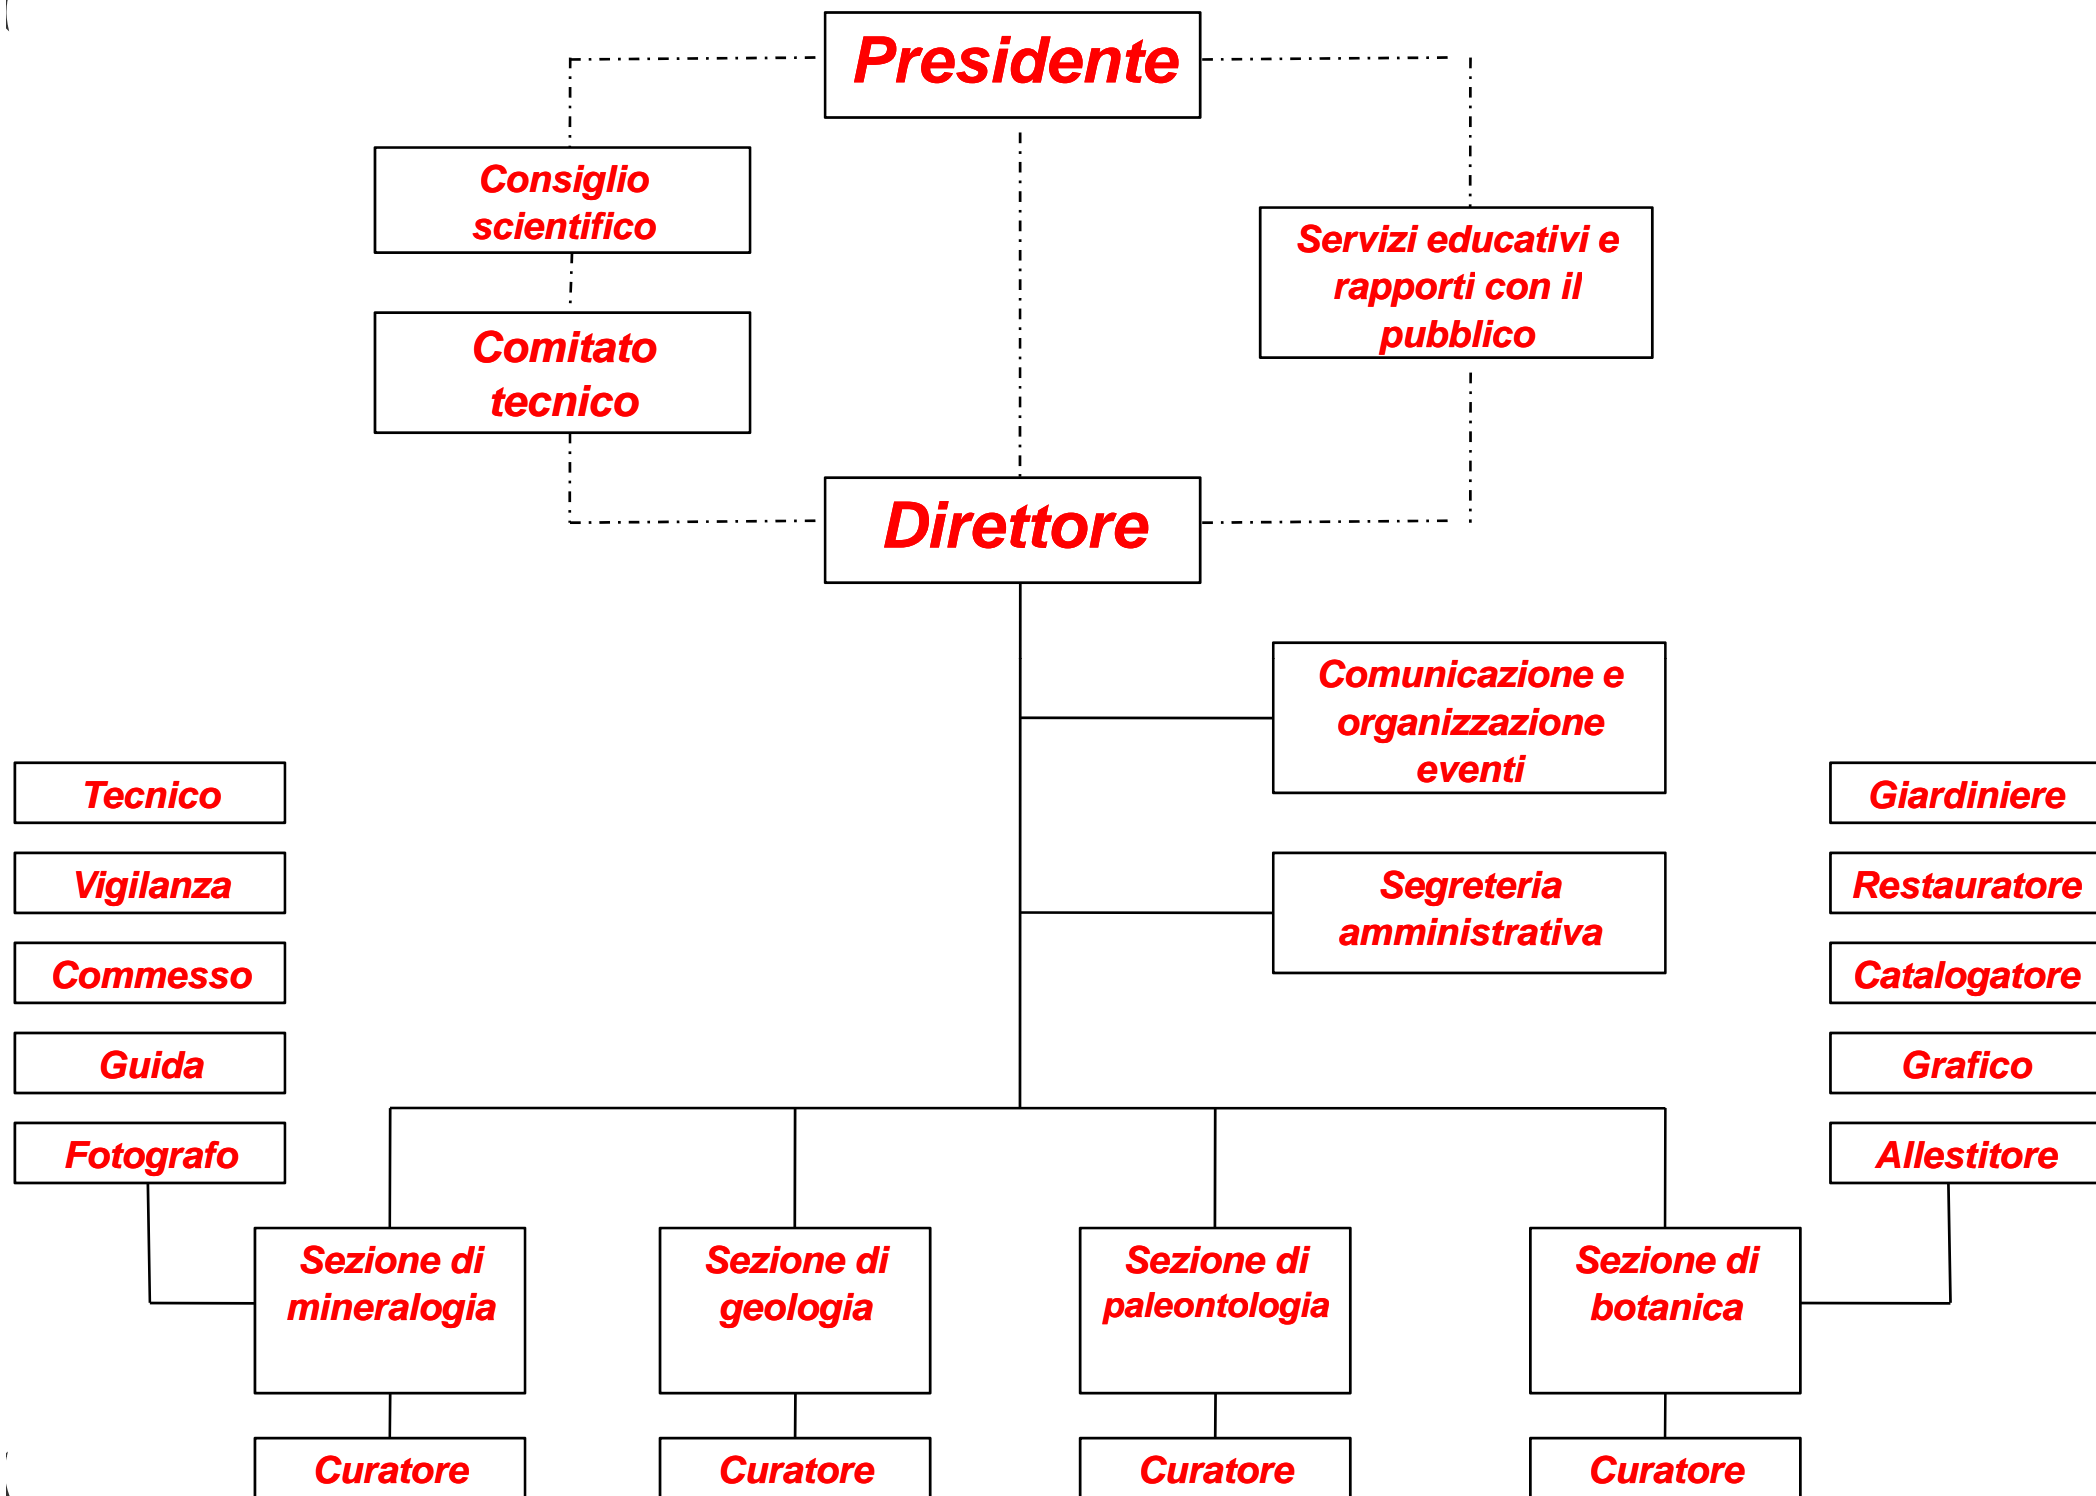 Presidente
Consiglio
scientifico
Servizi educativi e
rapporti con il
pubblico
Comitato
tecnico
Direttore
Comunicazione e
organizzazione
eventi
Tecnico
Giardiniere
Vigilanza
Segreteria
amministrativa
Restauratore
Commesso
Catalogatore
Guida
Grafico
Fotografo
Allestitore
Sezione di
mineralogia
Sezione di
geologia
Sezione di
paleontologia
Sezione di
botanica
Curatore
Curatore
Curatore
Curatore